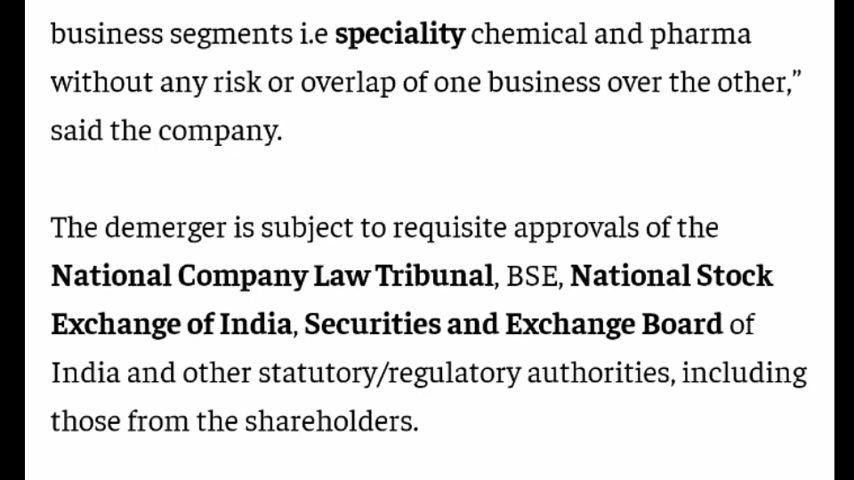 business segments i.e speciality chemical and pharma
without any risk or overlap of one business over the other,”
said the company.
The demerger is subject to requisite approvals of the
National Company Law Tribunal, BSE, National Stock
Exchange of India, Securities and Exchange Board of
India and other statutory/regulatory authorities, including
those from the shareholders.